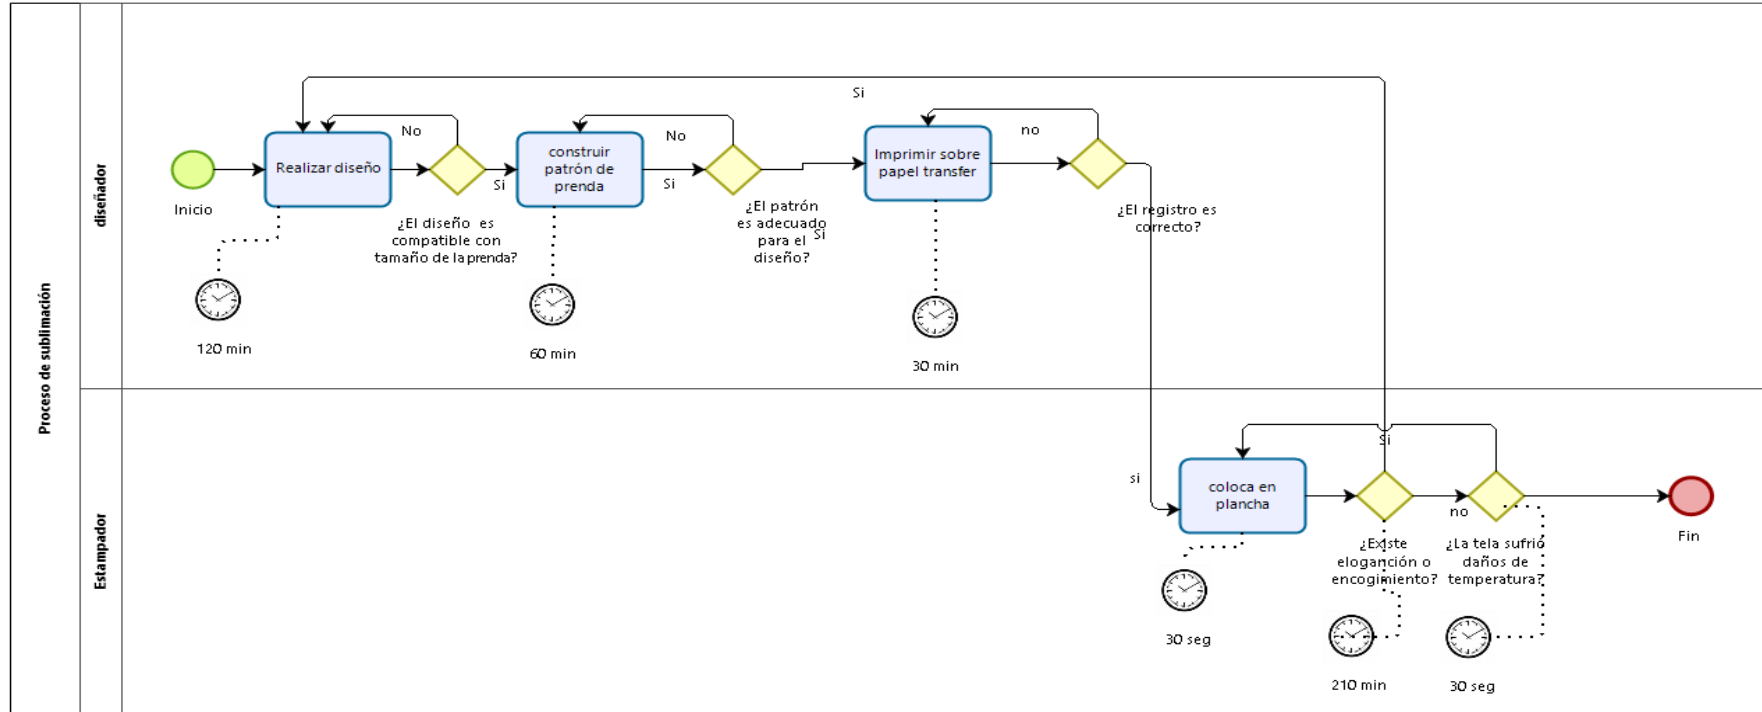 Proceso de sublimación
diseñador
Si
No
No
no
Realizar diseño
construir
patrón de
prenda
Imprimir sobre
papel transfer
Si
Si
Inicio
¿El diseño es
compatible con
tamaño de la prenda?
¿El patrón
es adecuado
para el
diseño?
Si
¿El registro es
correcto?
120 min
60 min
30 min
Estampador
Si
si
coloca en
plancha
no
Fin
¿Existe
elogancíón o
encogimiento?
¿La tela sufrió
daños de
temperatura?
30 seg
210 min
30 seg